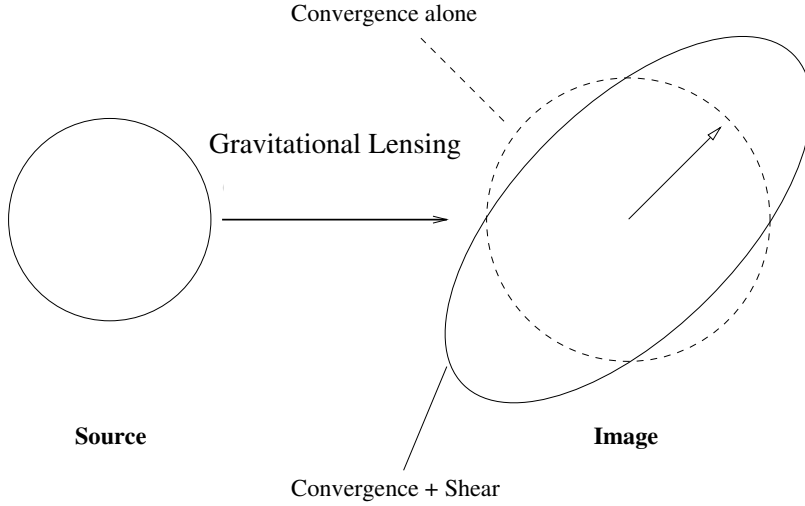 Convergence alone
Gravitational Lensing
Source
Image
Convergence + Shear